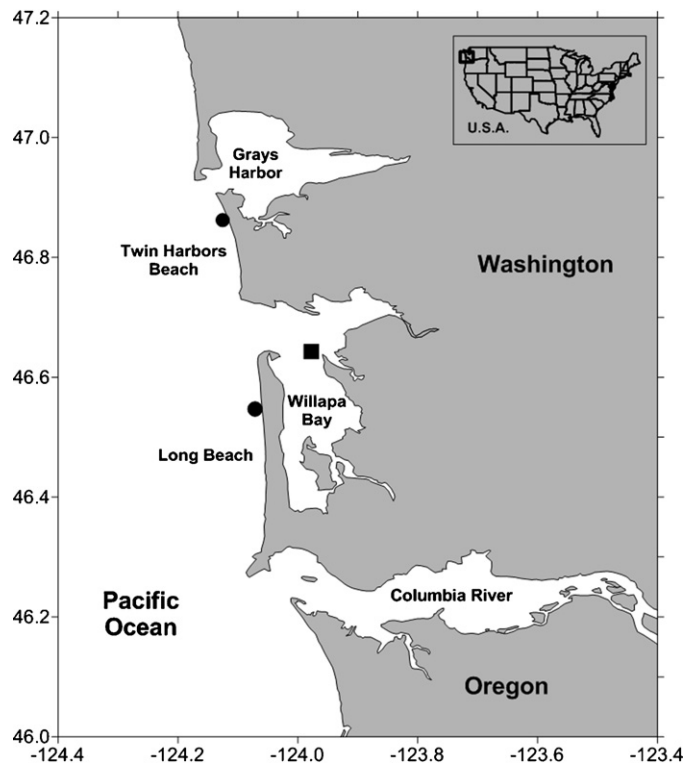 47.2
47.0
46.8
46.6
46.4
46.2
46.0
-124.4
-124.2
-124.0
-123.8
-123.6
-123.4
U.S.A.
Grays
Harbor
Twin Harbors
Beach
Washington
Willapa
Bay
Long Beach
Columbia River
Pacific
Ocean
Oregon